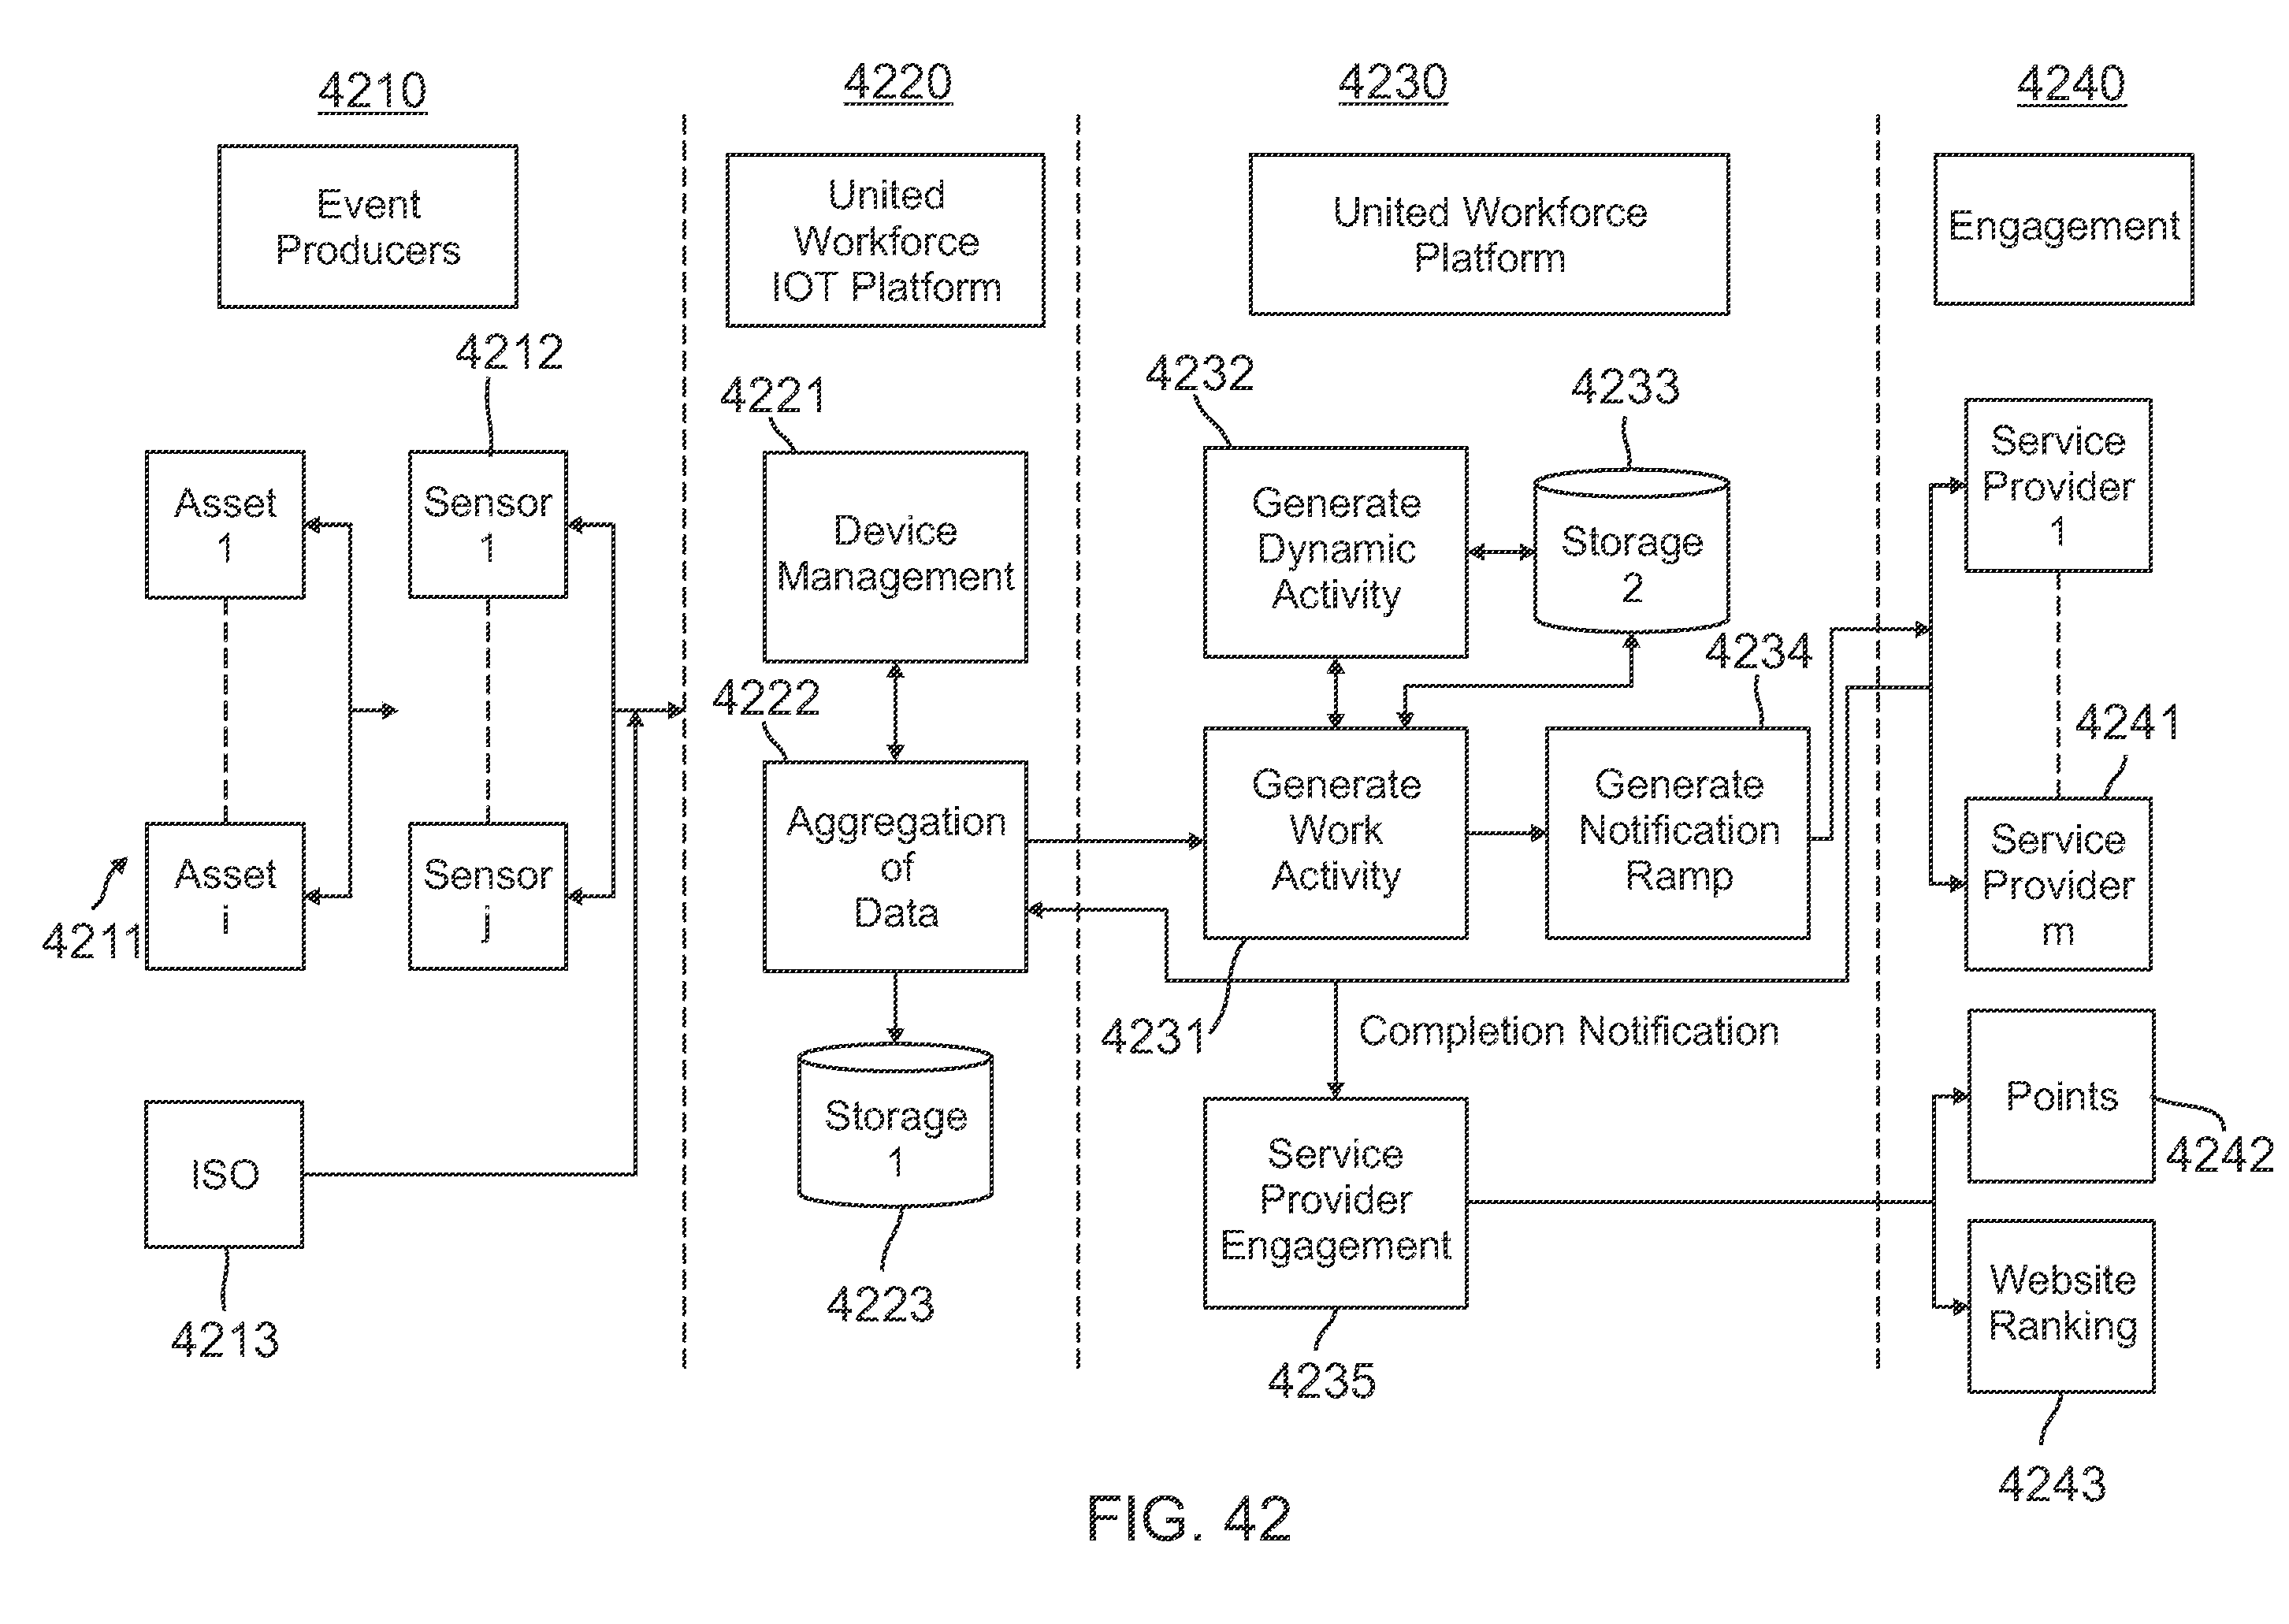 4210
4220
4230
4240
Event
Producers
United
Workforce
IOT Platform
United Workforce
Platform
Engagement
4212
4221
4232
4233
Asset
1
Sensor
1
Device
Management
Generate
Dynamic
Activity
Storage
2
Service
Provider
1
4222
4234
4241
4211
Asset
i
Sensor
j
Aggregation
of
Data
Generate
Work
Activity
Generate
Notification
Ramp
Service
Provider
m
4231
Completion Notification
ISO
4213
Storage
1
4223
Service
Provider
Engagement
4235
Points
4242
Website
Ranking
4243
FIG. 42